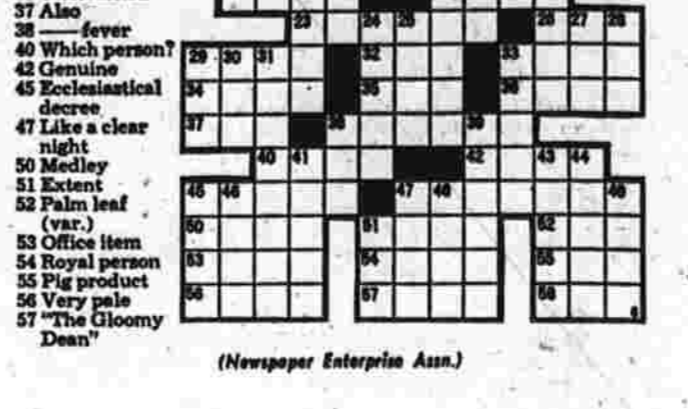 37 Also
38 —— fever
40 Which person?
42 Genuine
45 Ecclesiastical
decree
47 Like a clear
night
50 Medley
51 Extent
52 Palm leaf
(var.)
53 Office item
54 Royal person
55 Pig product
56 Very pale
57 "The Gloomy
Dean"
23 24 25 26 27 28
29 30 31 32 33
34 35 36
37 38 39
40 41 42 43 44
45 46 47 48 49
50 51 52
53 54 55
56 57 58
(Newspaper Enterprise Assn.)